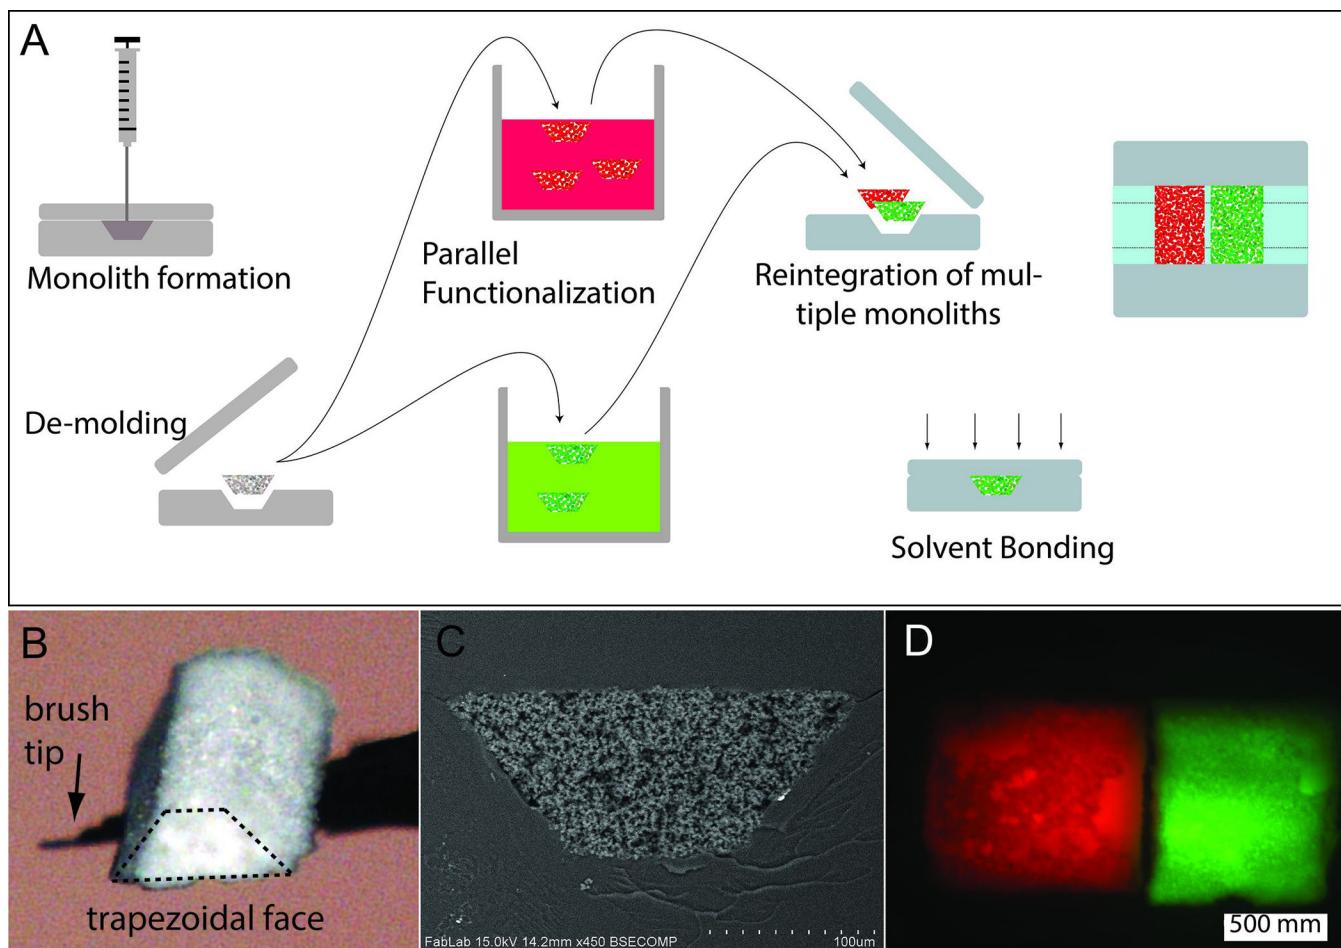 A
Monolith formation
De-molding
Parallel
Functionalization
Reintegration of mul-
tiple monoliths
Solvent Bonding
B
brush
tip
trapezoidal face
C
FabLab 15.0kV 14.2mm x450 BSECOMP
100um
D
500 mm